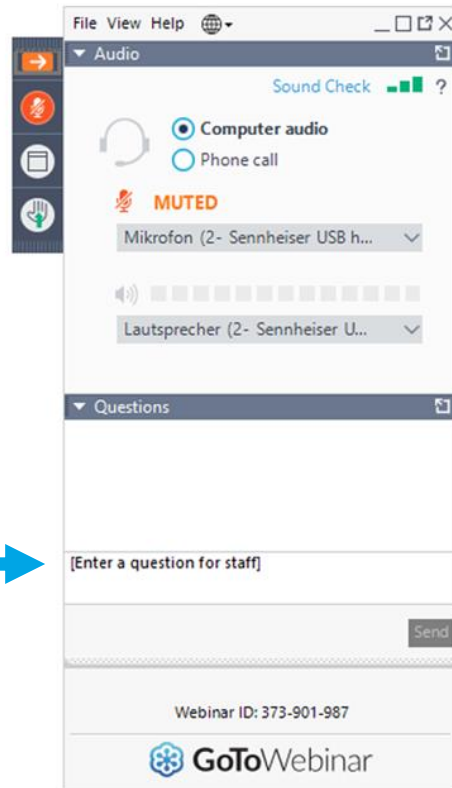 File View Help
Audio
Sound Check ?
Computer audio
Phone call
MUTED
Mikrofon (2- Sennheiser USB h...
Lautsprecher (2- Sennheiser U...
Questions
[Enter a question for staff]
Send
Webinar ID: 373-901-987
GoToWebinar